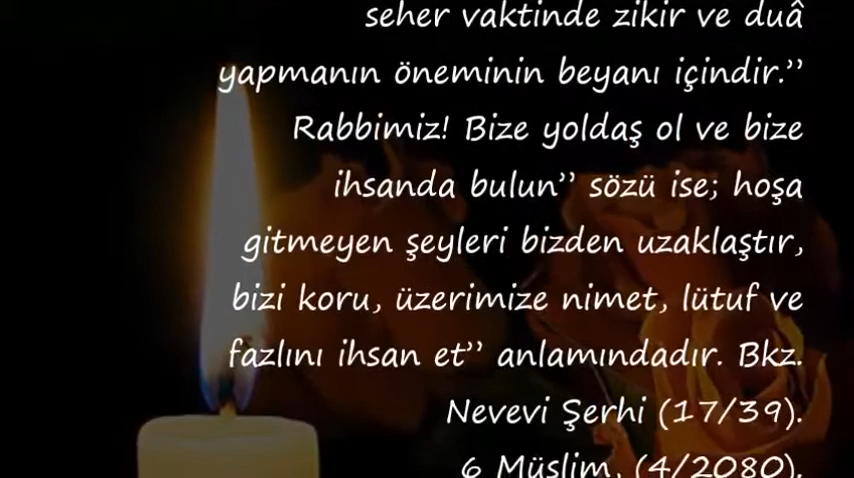 seher vaktinde zikir ve duâ
yapmanın öneminin beyanı içindir.”
Rabbimiz! Bize yoldaş ol ve bize
ihsanda bulun” sözü ise; hoşa
gitmeyen şeyleri bizden uzaklaştır,
bizi koru, üzerimize nimet, lütuf ve
fazlını ihsan et” anlamındadır. Bkz.
Nevevi Şerhi (17/39).
6 Müslim, (4/2080).